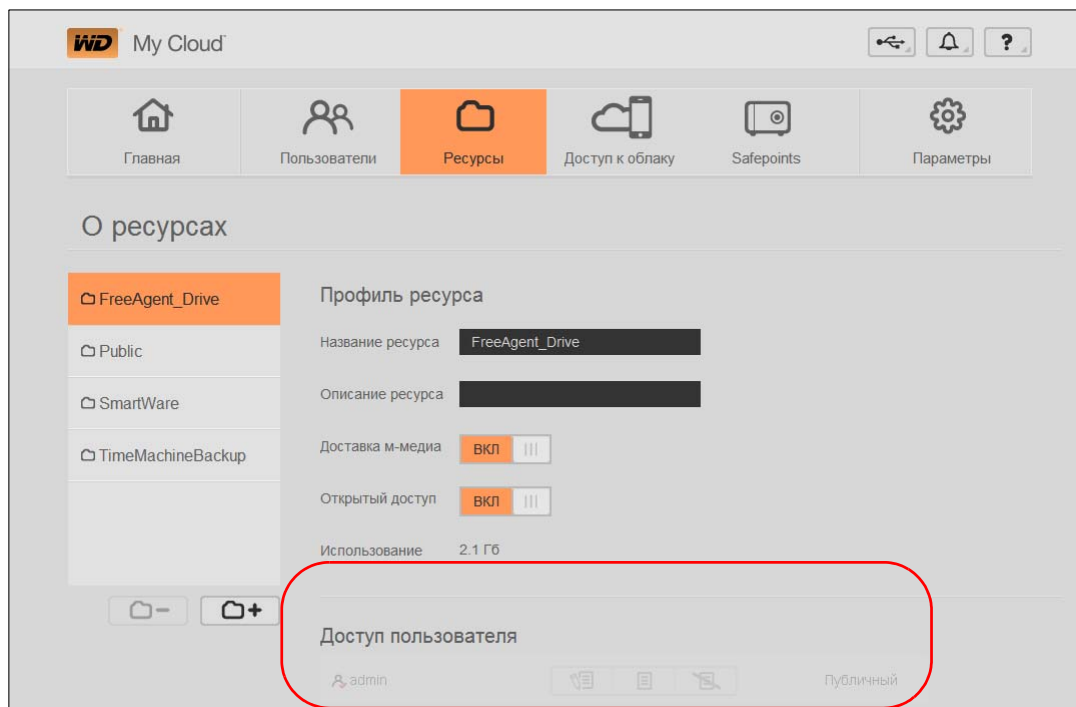 WD My Cloud
?
Главная
Пользователи
Ресурсы
Доступ к облаку
Safepoints
Параметры
О ресурсах
FreeAgent_Drive
Public
SmartWare
TimeMachineBackup
Профиль ресурса
Название ресурса FreeAgent_Drive
Описание ресурса
Доставка м-медиа ВКЛ
Открытый доступ ВКЛ
Использование 2.1 Гб
Доступ пользователя
admin Публичный